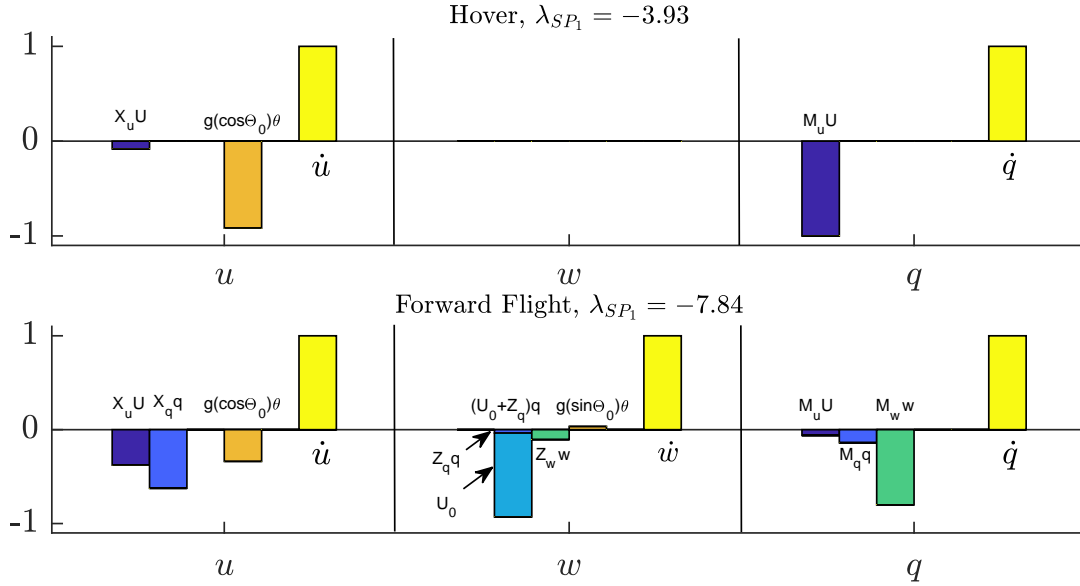 Hover, λ_{SP_1} = −3.93
1
0
-1
X_uU
g(cosΘ_0)θ
u̇
M_uU
q̇
u
w
q
Forward Flight, λ_{SP_1} = −7.84
1
0
-1
X_uU X_qq g(cosΘ_0)θ
u̇
(U_0+Z_q)q g(sinΘ_0)θ
Z_qq
Z_ww
U_0
ẇ
M_uU M_ww
M_qq
q̇
u
w
q